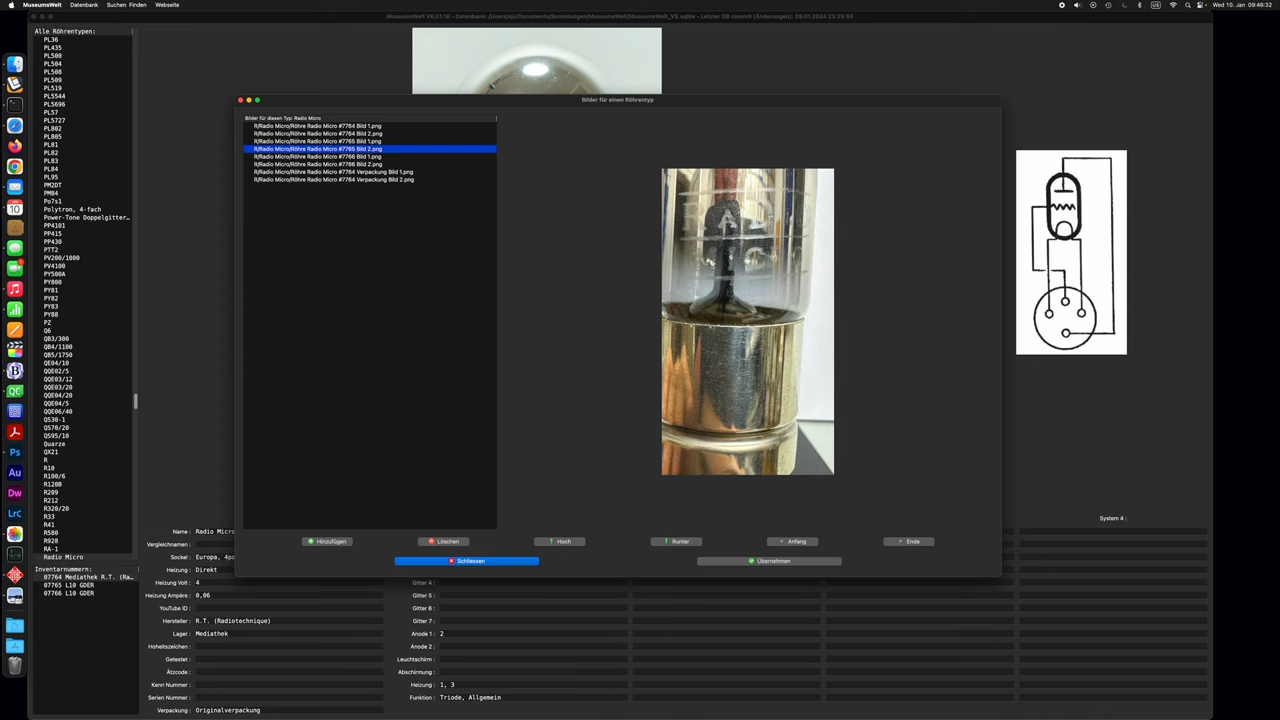 MuseumsWelt Datenbank Suchen Finden Webseite
Wed 10. Jan. 09:46:32
Alle Röhrentypen:
PL36
PL435
PL500
PL504
PL508
PL509
PL519
PL5544
PL5696
PL57
PL5727
PL802
PL805
PL81
PL82
PL83
PL84
PL95
PM2DT
PM84
Po7s1
Polytron, 4-fach
Power-Tone Doppelgitter…
PP4101
PP415
PP430
PTT2
PV200/1000
PV4100
PY500A
PY800
PY81
PY82
PY83
PY88
PZ
Q6
QB3/300
QB4/1100
QB5/1750
QE04/10
QQE02/5
QQE03/12
QQE03/20
QQE04/20
QQE04/5
QQE06/40
QS30-1
QS70/20
QS95/10
Quarze
QX21
R
R10
R100/6
R120B
R209
R212
R320/20
R33
R41
R580
R928
RA-1
Radio Micro
Inventarnummern:
07764 Mediathek R.T. (Ra…
07765 L10 GDER
07766 L10 GDER
Bilder für einen Röhrentyp
Bilder für diesen Typ: Radio Micro
R/Radio Micro/Röhre Radio Micro #7764 Bild 1.png
R/Radio Micro/Röhre Radio Micro #7764 Bild 2.png
R/Radio Micro/Röhre Radio Micro #7765 Bild 1.png
R/Radio Micro/Röhre Radio Micro #7765 Bild 2.png
R/Radio Micro/Röhre Radio Micro #7766 Bild 1.png
R/Radio Micro/Röhre Radio Micro #7766 Bild 2.png
R/Radio Micro/Röhre Radio Micro #7764 Verpackung Bild 1.png
R/Radio Micro/Röhre Radio Micro #7764 Verpackung Bild 2.png
Hinzufügen Löschen Hoch Runter Anfang Ende
Schliessen Übernehmen
System 4 :
Name : Radio Micro
Vergleichnamen :
Sockel : Europa, 4po
Heizung : Direkt
Heizung Volt : 4 Gitter 4 :
Heizung Ampère : 0,06 Gitter 5 :
YouTube ID : Gitter 6 :
Hersteller : R.T. (Radiotechnique) Gitter 7 :
Lager : Mediathek Anode 1 : 2
Hoheitszeichen : Anode 2 :
Getestet : Leuchtschirm :
Ätzcode : Abschirmung :
Kenn Nummer : Heizung : 1, 3
Serien Nummer : Funktion : Triode, Allgemein
Verpackung : Originalverpackung